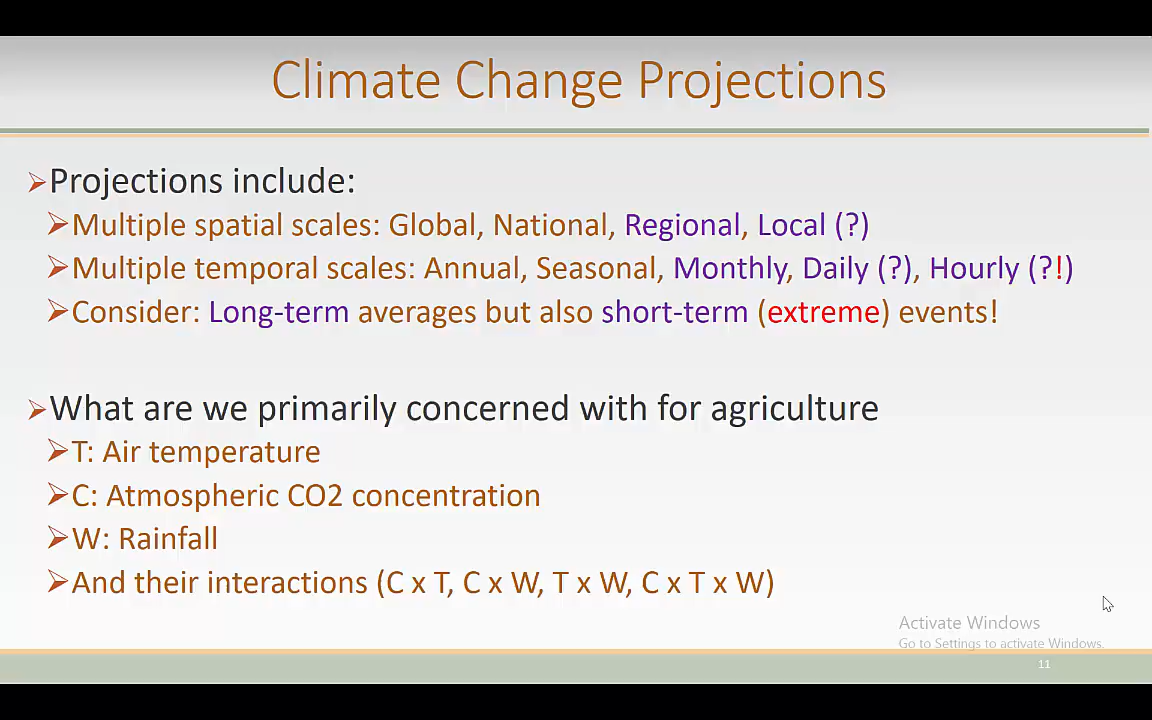 Climate Change Projections
Projections include:
Multiple spatial scales: Global, National, Regional, Local (?)
Multiple temporal scales: Annual, Seasonal, Monthly, Daily (?), Hourly (?!)
Consider: Long-term averages but also short-term (extreme) events!
What are we primarily concerned with for agriculture
T: Air temperature
C: Atmospheric CO2 concentration
W: Rainfall
And their interactions (C x T, C x W, T x W, C x T x W)
Activate Windows
Go to Settings to activate Windows.
11